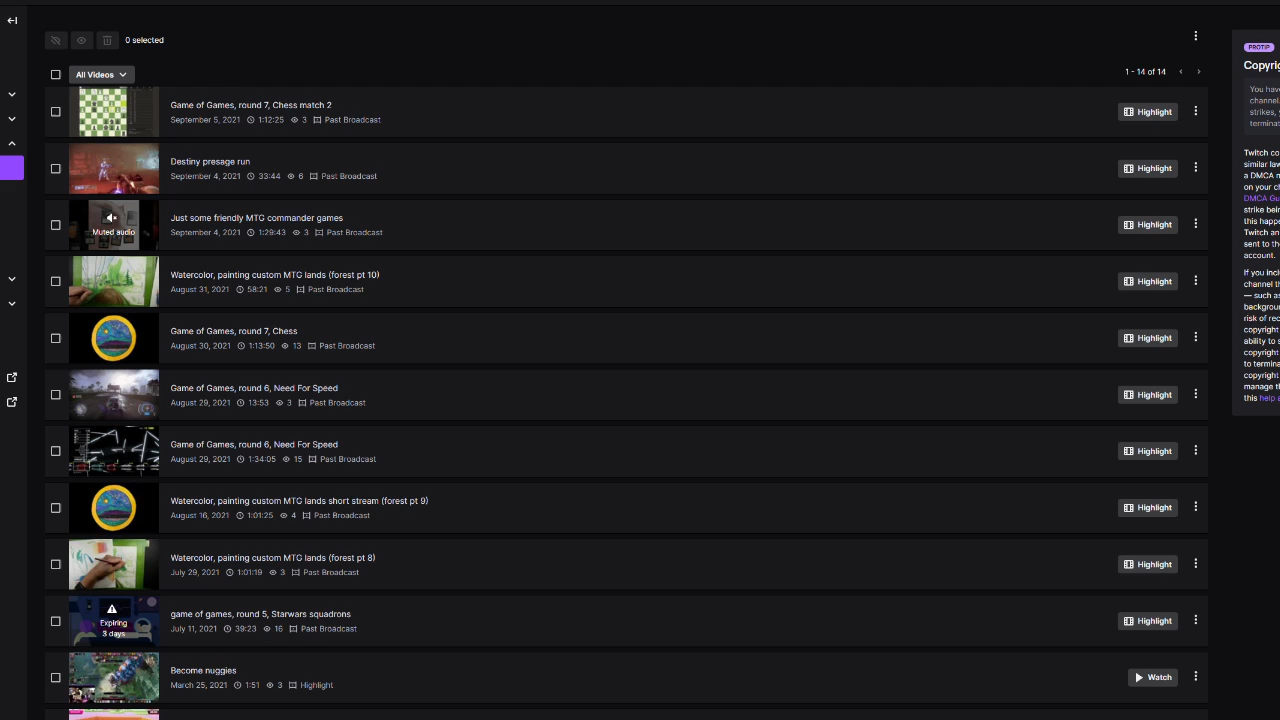 0 selected
All Videos
1 - 14 of 14
PROTIP
You have
channel.
strikes,
Game of Games, round 7, Chess match 2
September 5, 2021 1:12:25 3 Past Broadcast
Highlight
Destiny presage run
September 4, 2021 33:44 6 Past Broadcast
Highlight
Muted audio
Just some friendly MTG commander games
September 4, 2021 1:29:43 3 Past Broadcast
Highlight
Watercolor, painting custom MTG lands (forest pt 10)
August 31, 2021 58:21 5 Past Broadcast
Highlight
Game of Games, round 7, Chess
August 30, 2021 1:13:50 13 Past Broadcast
Highlight
Game of Games, round 6, Need For Speed
August 29, 2021 13:53 3 Past Broadcast
Highlight
Game of Games, round 6, Need For Speed
August 29, 2021 1:34:05 15 Past Broadcast
Highlight
Watercolor, painting custom MTG lands short stream (forest pt 9)
August 16, 2021 1:01:25 4 Past Broadcast
Highlight
Watercolor, painting custom MTG lands (forest pt 8)
July 29, 2021 1:01:19 3 Past Broadcast
Highlight
Expiring
3 days
game of games, round 5, Starwars squadrons
July 11, 2021 39:23 16 Past Broadcast
Highlight
Become nuggies
March 25, 2021 1:51 3 Highlight
Watch
Twitch co
similar law
a DMCA n
on your ch
DMCA Gu
strike bein
this happe
Twitch an
sent to the
account.
If you inclu
channel th
— such as
backgroun
risk of rec
copyright
ability to s
copyright
to termina
copyright
manage th
this help a